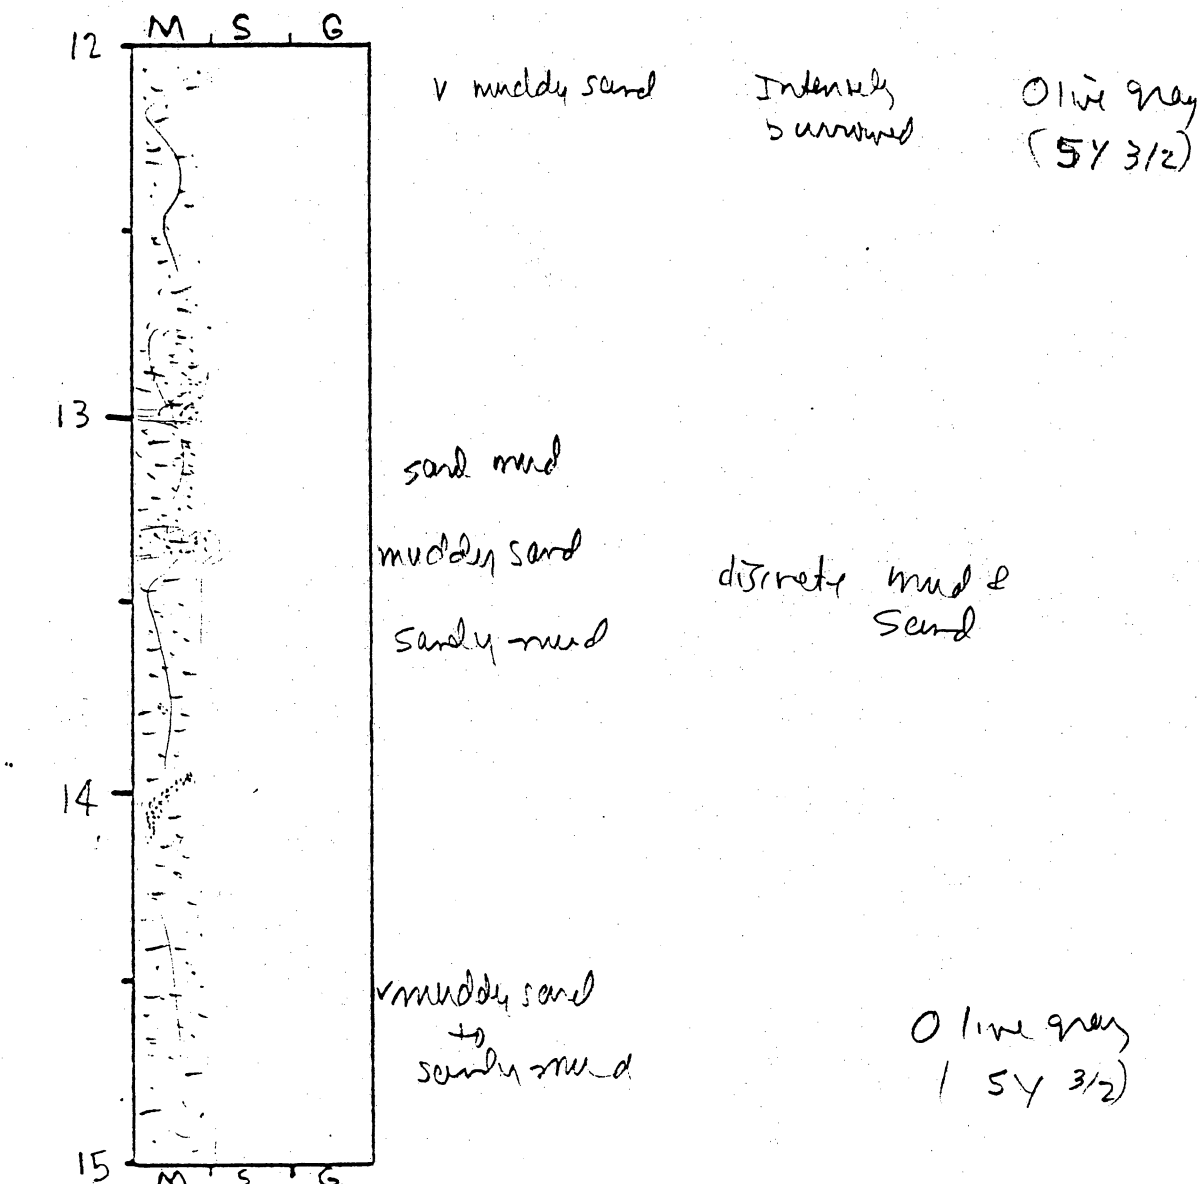 M S G
12
v muddy sand Intensely Olive gray
burrowed (5Y 3/2)
13
sand mud
muddy sand
discrete mud &
sand
sandy mud
14
v muddy sand
to
sandy mud
Olive gray
( 5Y 3/2)
15
M S G